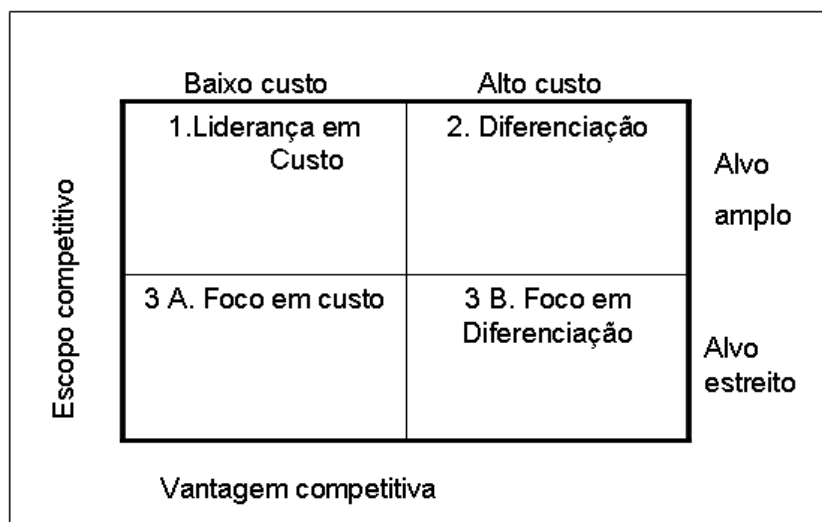 Baixo custo
Alto custo
1.Liderança em
Custo
2. Diferenciação
Alvo
amplo
Escopo competitivo
3 A. Foco em custo
3 B. Foco em
Diferenciação
Alvo
estreito
Vantagem competitiva